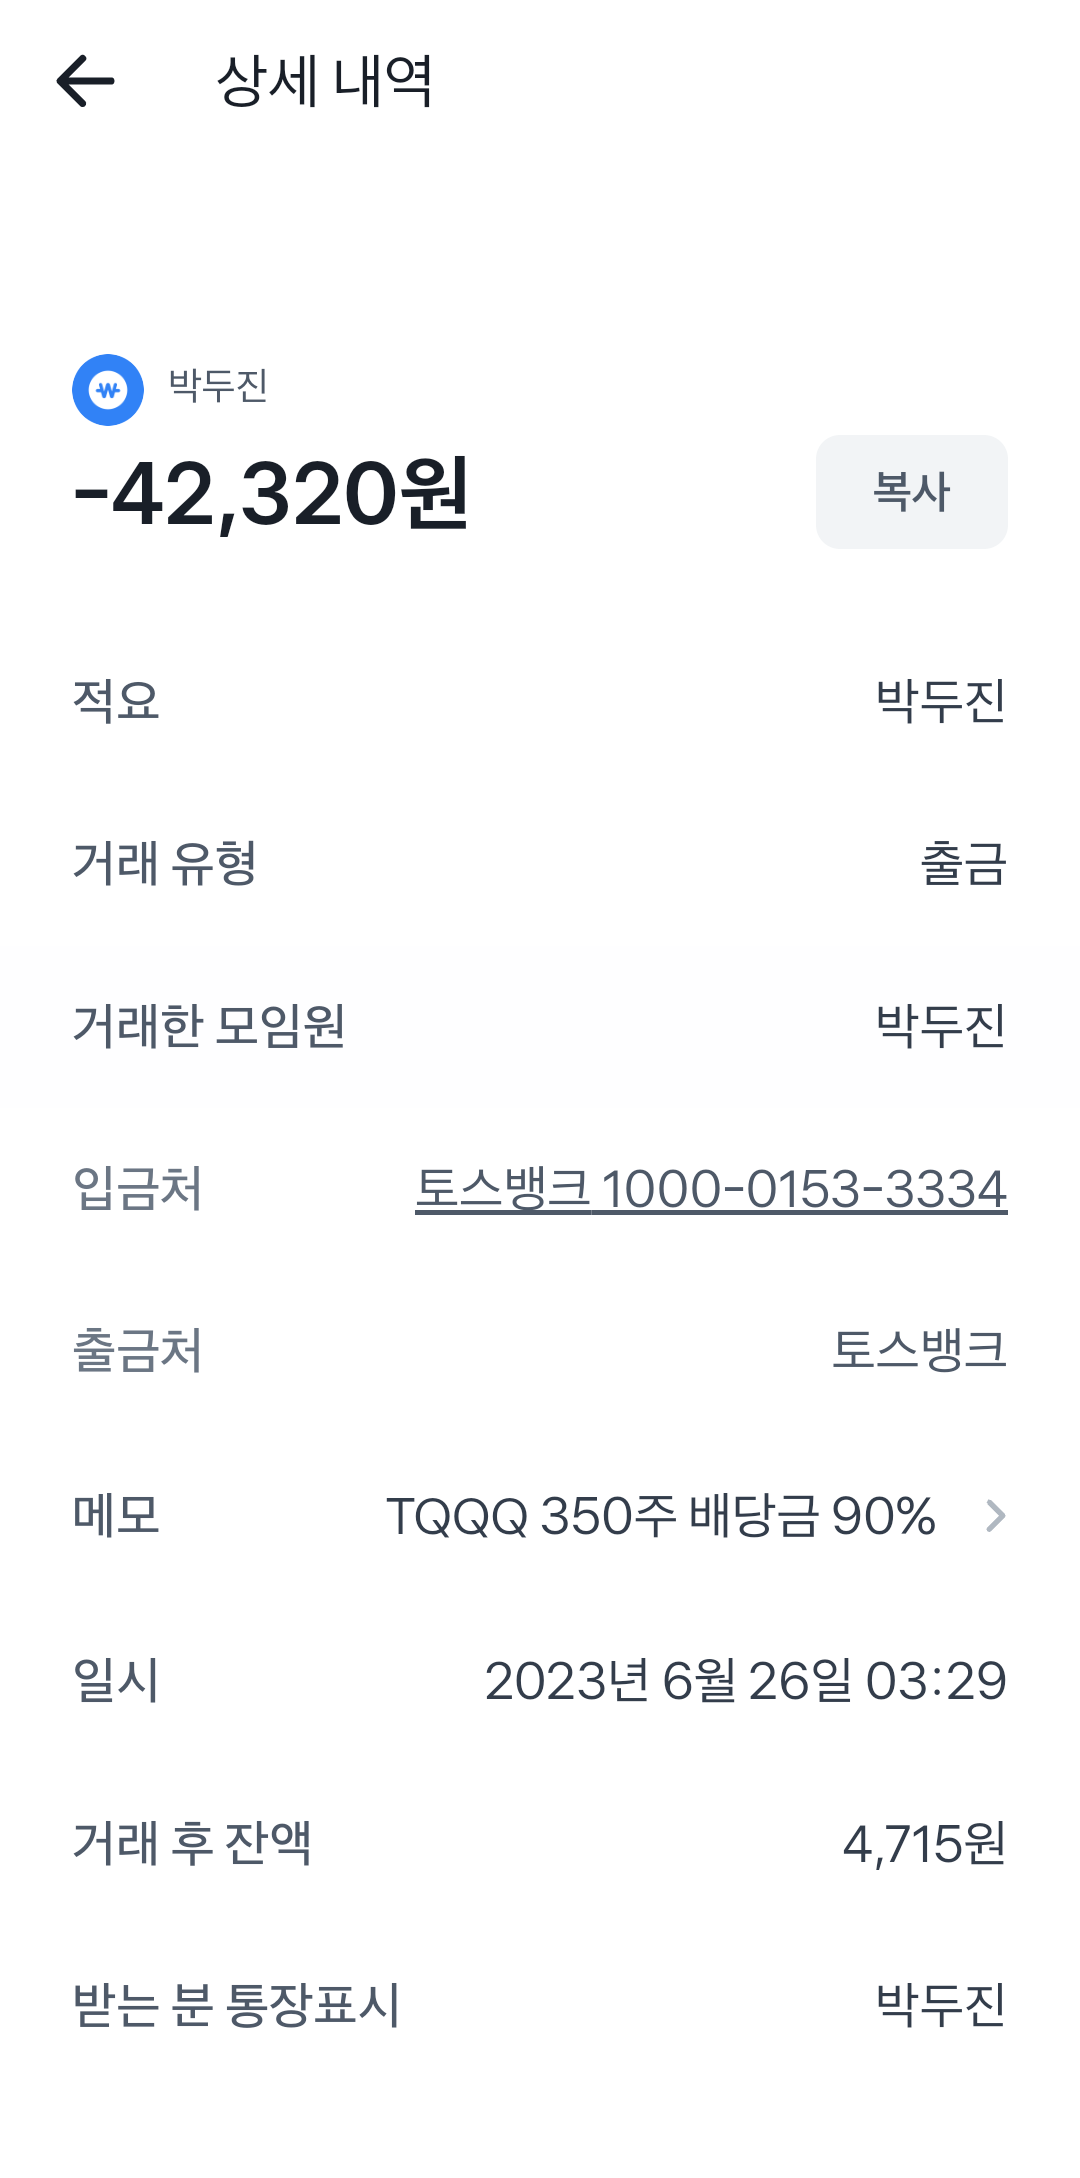 상세 내역
박두진
-42,320원
복사
적요 박두진
거래 유형 출금
거래한 모임원 박두진
입금처 토스뱅크 1000-0153-3334
출금처 토스뱅크
메모 TQQQ 350주 배당금 90%
일시 2023년 6월 26일 03:29
거래 후 잔액 4,715원
받는 분 통장표시 박두진